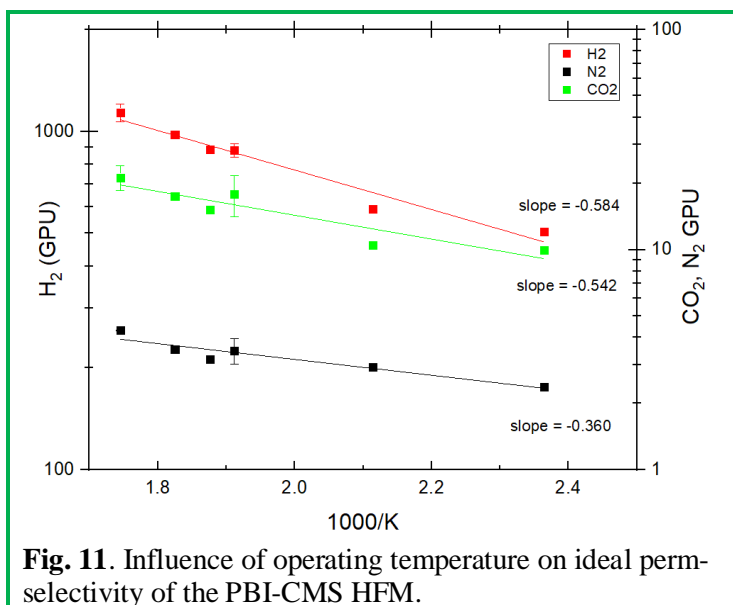 100
H2
N2
CO2
1000
slope = -0.584
H₂ (GPU)
10
CO₂, N₂ GPU
slope = -0.542
slope = -0.360
100
1
1.8
2.0
2.2
2.4
1000/K
Fig. 11. Influence of operating temperature on ideal perm-
selectivity of the PBI-CMS HFM.